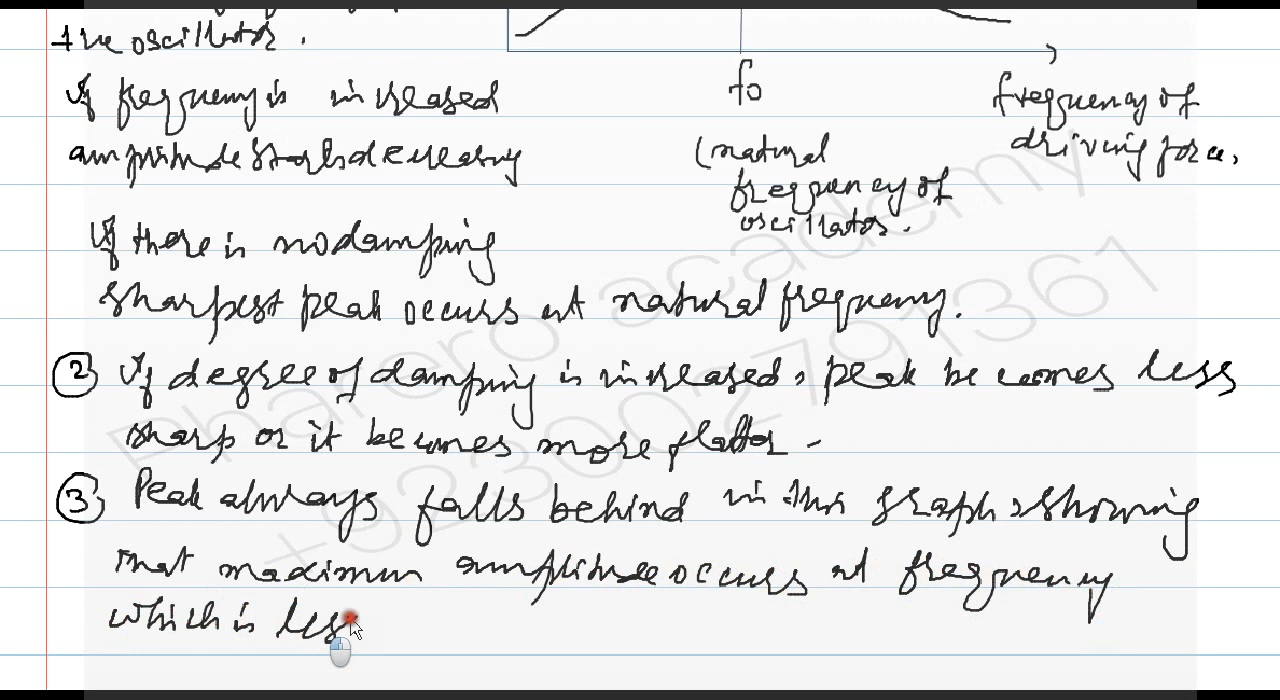 the oscillator.
If frequency is increased
amplitude starts decreasing
fo
(natural
frequency of
oscillator.
frequency of
driving force.
If there is no damping
sharpest peak occurs at natural frequency.
② If degree of damping is increased, peak becomes less
sharp or it becomes more flatter.
③ Peak always falls behind in this graph, showing
that maximum amplitude occurs at frequency
which is less
Pharero academy
+923302791361